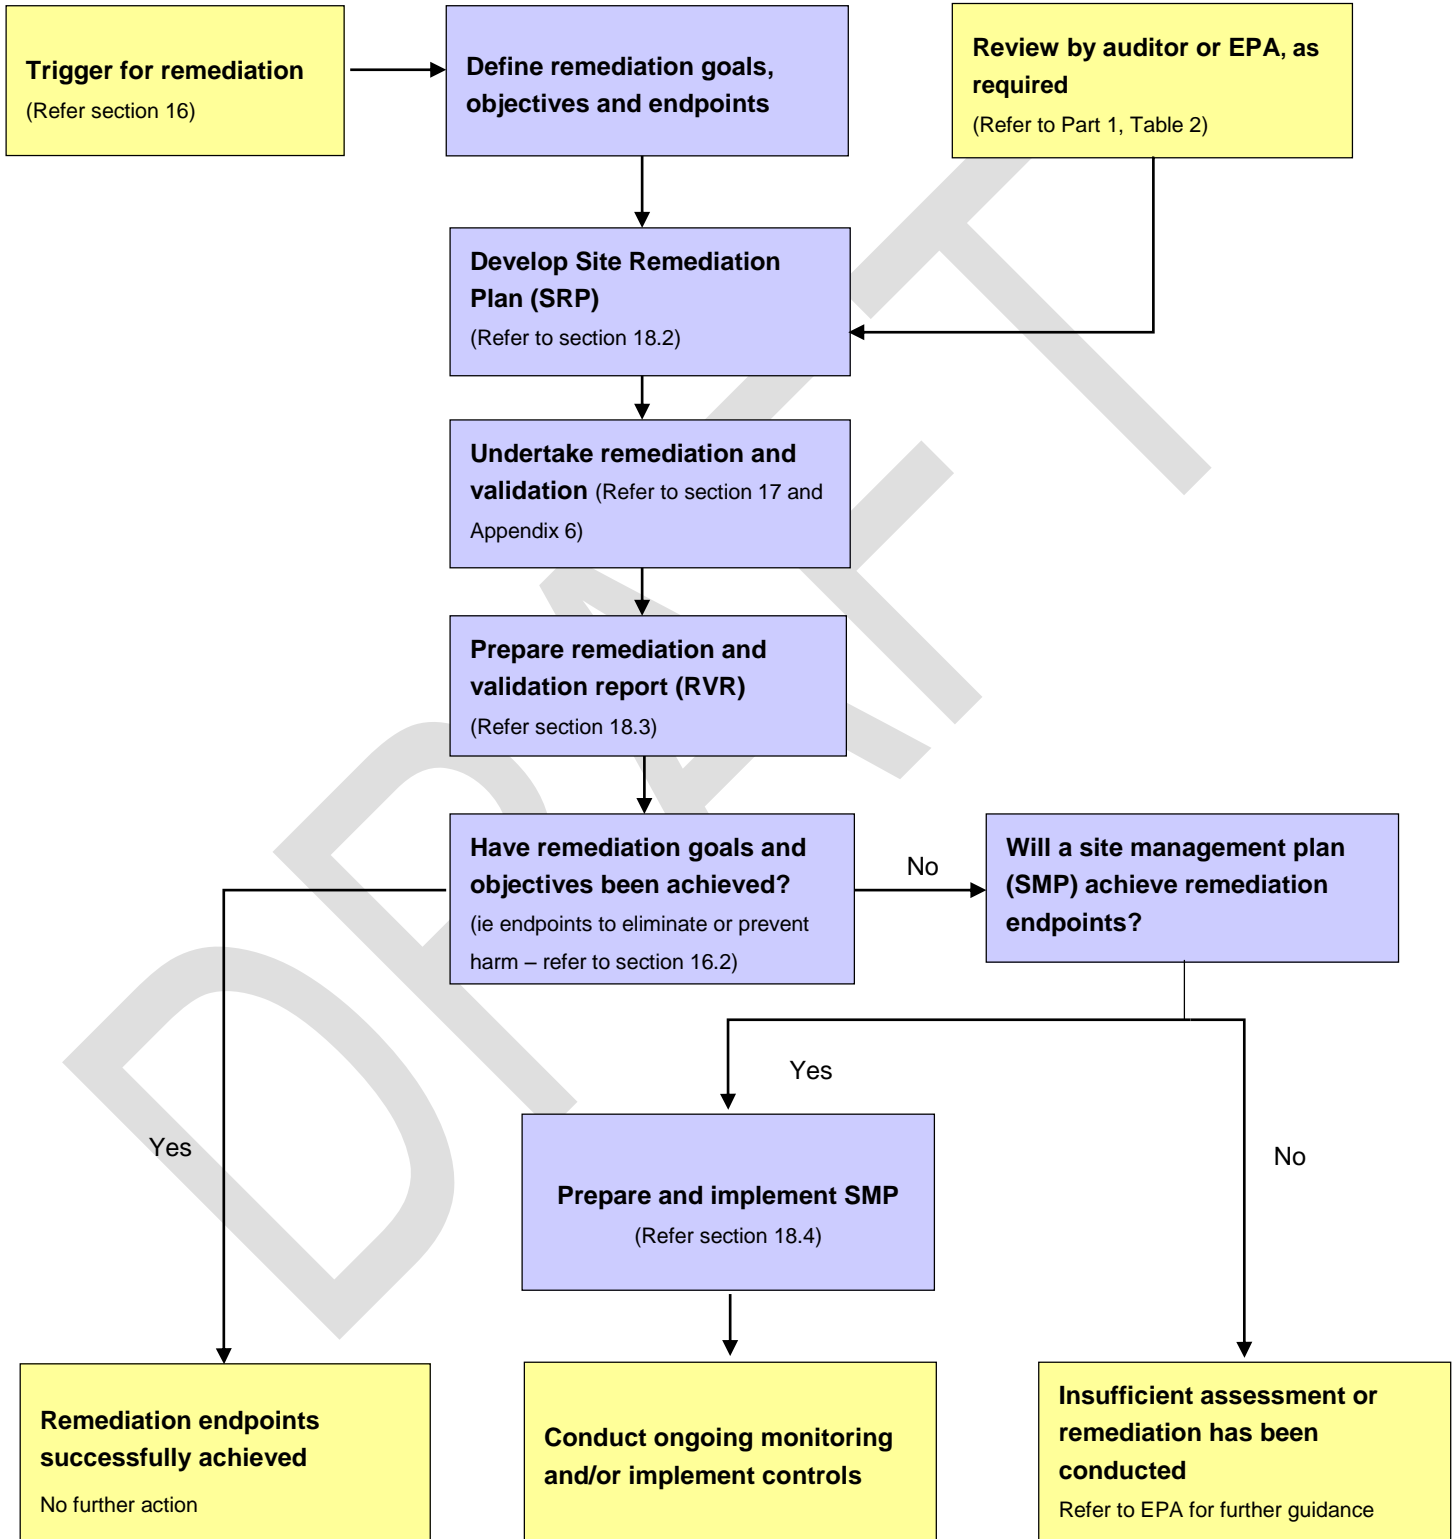 Trigger for remediation
(Refer section 16)
Define remediation goals,
objectives and endpoints
Review by auditor or EPA, as
required
(Refer to Part 1, Table 2)
Develop Site Remediation
Plan (SRP)
(Refer to section 18.2)
Undertake remediation and
validation (Refer to section 17 and
Appendix 6)
Prepare remediation and
validation report (RVR)
(Refer section 18.3)
Have remediation goals and
objectives been achieved?
(ie endpoints to eliminate or prevent
harm – refer to section 16.2)
No
Will a site management plan
(SMP) achieve remediation
endpoints?
Yes
Yes
No
Prepare and implement SMP
(Refer section 18.4)
Remediation endpoints
successfully achieved
No further action
Conduct ongoing monitoring
and/or implement controls
Insufficient assessment or
remediation has been
conducted
Refer to EPA for further guidance
DRAFT